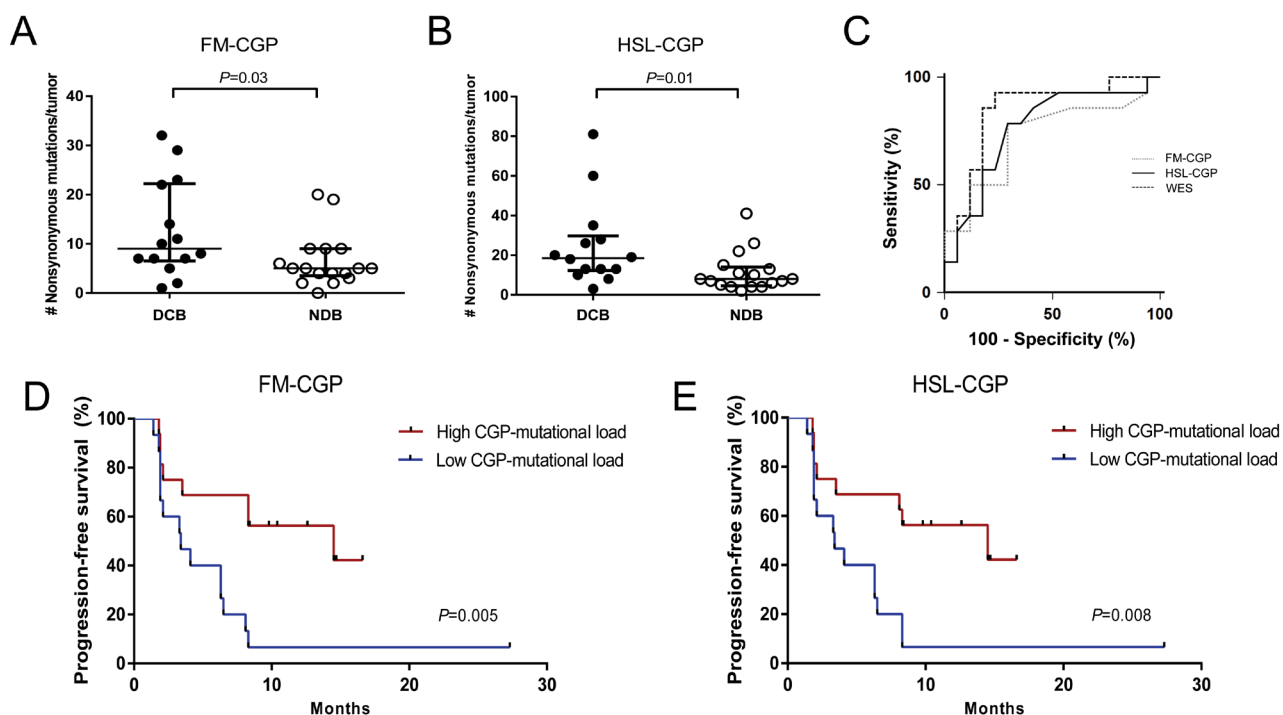 A
FM-CGP
P=0.03
# Nonsynonymous mutations/tumor
40
30
20
10
0
DCB
NDB
B
HSL-CGP
P=0.01
# Nonsynonymous mutations/tumor
100
80
60
40
20
0
DCB
NDB
C
Sensitivity (%)
100
50
0
FM-CGP
HSL-CGP
WES
0
50
100
100 - Specificity (%)
D
FM-CGP
Progression-free survival (%)
100
80
60
40
20
0
High CGP-mutational load
Low CGP-mutational load
P=0.005
0
10
20
30
Months
E
HSL-CGP
Progression-free survival (%)
100
80
60
40
20
0
High CGP-mutational load
Low CGP-mutational load
P=0.008
0
10
20
30
Months